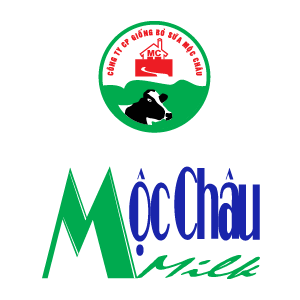 CÔNG TY CP GIỐNG BÒ SỮA MỘC CHÂU
MC
Mộc Châu
Milk